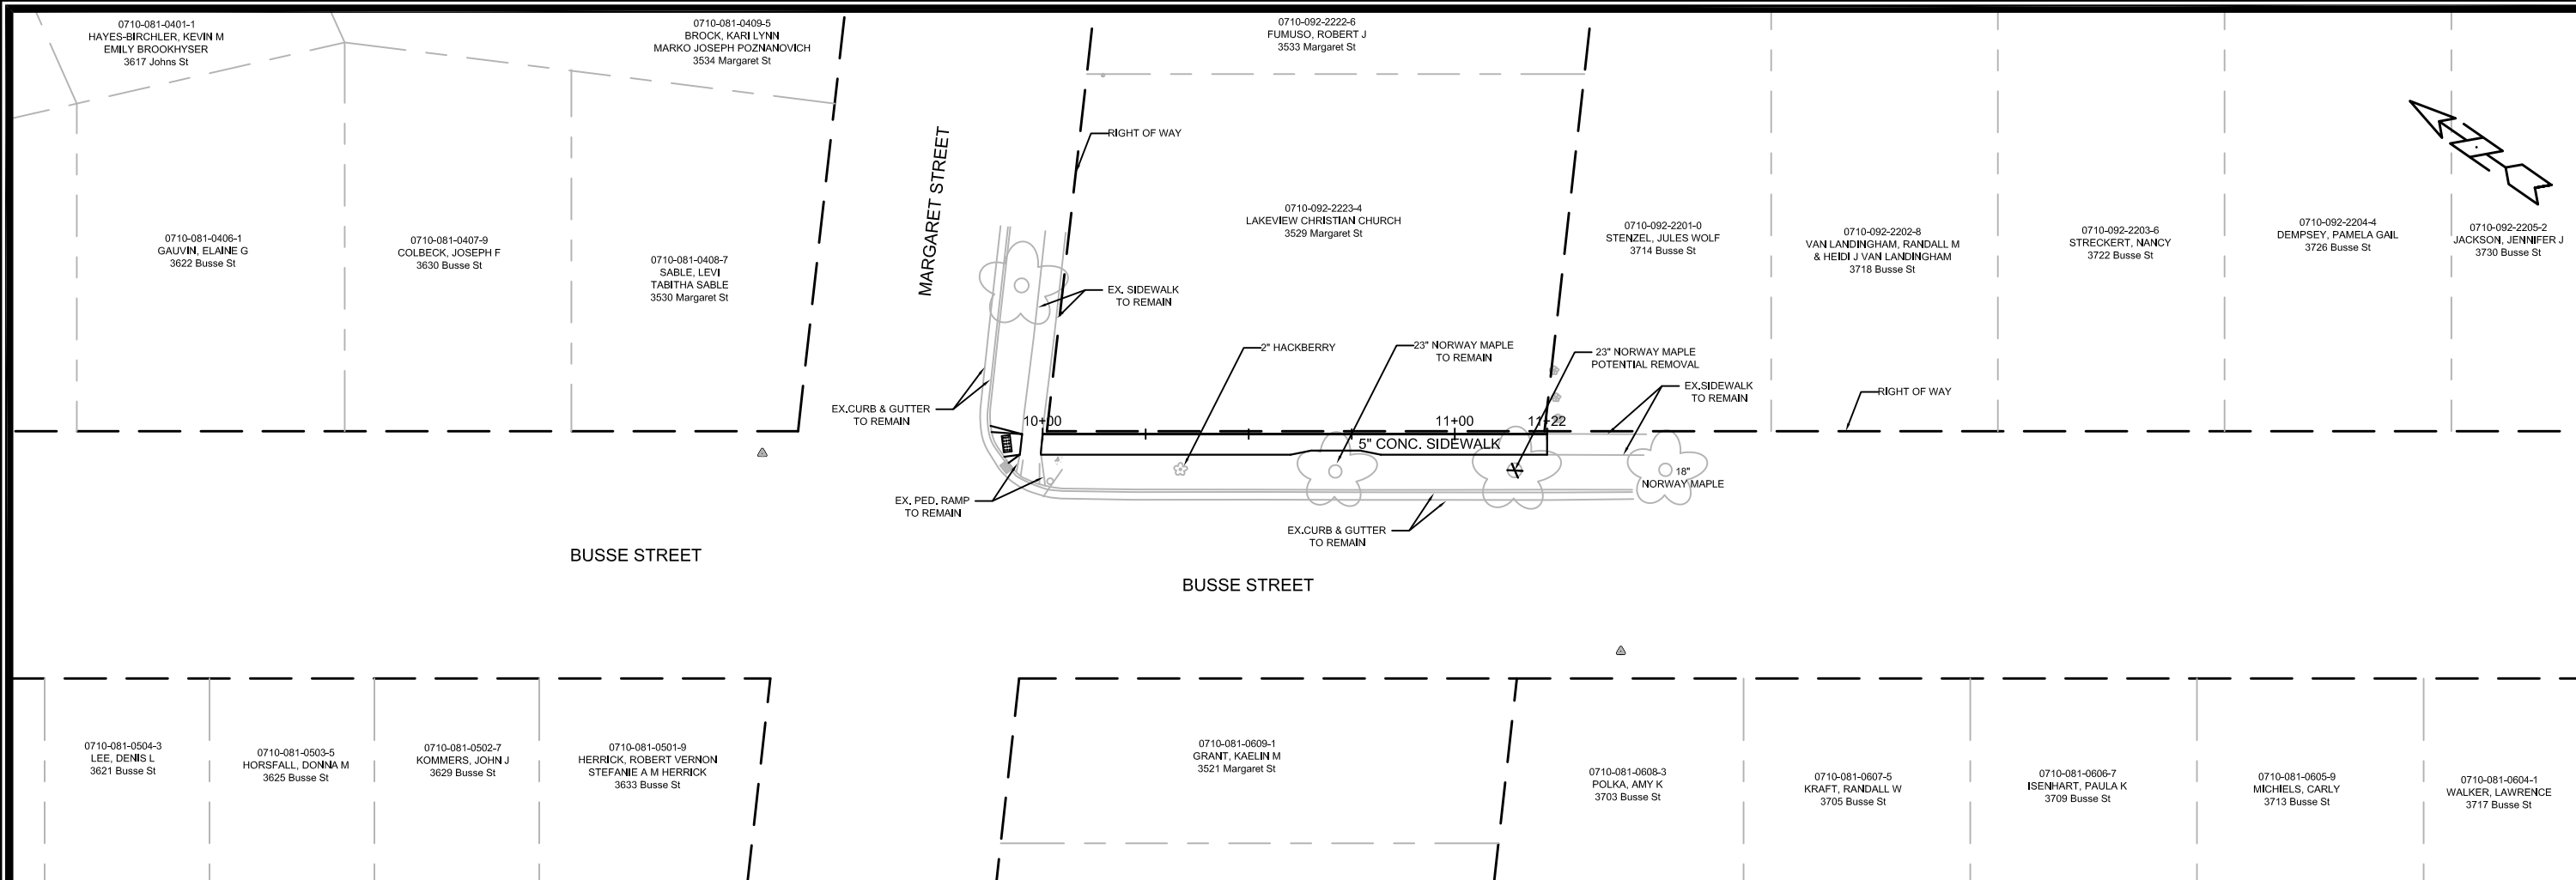 0710-081-0401-1
HAYES-BIRCHLER, KEVIN M
EMILY BROOKHYSER
3617 Johns St
0710-081-0409-5
BROCK, KARI LYNN
MARKO JOSEPH POZNANOVICH
3534 Margaret St
0710-092-2222-6
FUMUSO, ROBERT J
3533 Margaret St
RIGHT OF WAY
MARGARET STREET
0710-081-0406-1
GAUVIN, ELAINE G
3622 Busse St
0710-081-0407-9
COLBECK, JOSEPH F
3630 Busse St
0710-081-0408-7
SABLE, LEVI
TABITHA SABLE
3530 Margaret St
0710-092-2223-4
LAKEVIEW CHRISTIAN CHURCH
3529 Margaret St
0710-092-2201-0
STENZEL, JULES WOLF
3714 Busse St
0710-092-2202-8
VAN LANDINGHAM, RANDALL M
& HEIDI J VAN LANDINGHAM
3718 Busse St
0710-092-2203-6
STRECKERT, NANCY
3722 Busse St
0710-092-2204-4
DEMPSEY, PAMELA GAIL
3726 Busse St
0710-092-2205-2
JACKSON, JENNIFER J
3730 Busse St
EX. SIDEWALK
TO REMAIN
2" HACKBERRY
23" NORWAY MAPLE
TO REMAIN
23" NORWAY MAPLE
POTENTIAL REMOVAL
EX.SIDEWALK
TO REMAIN
RIGHT OF WAY
EX.CURB & GUTTER
TO REMAIN
10+00
11+00
11+22
5" CONC. SIDEWALK
18"
NORWAY MAPLE
EX. PED. RAMP
TO REMAIN
EX.CURB & GUTTER
TO REMAIN
BUSSE STREET
BUSSE STREET
0710-081-0504-3
LEE, DENIS L
3621 Busse St
0710-081-0503-5
HORSFALL, DONNA M
3625 Busse St
0710-081-0502-7
KOMMERS, JOHN J
3629 Busse St
0710-081-0501-9
HERRICK, ROBERT VERNON
STEFANIE A M HERRICK
3633 Busse St
0710-081-0609-1
GRANT, KAELIN M
3521 Margaret St
0710-081-0608-3
POLKA, AMY K
3703 Busse St
0710-081-0607-5
KRAFT, RANDALL W
3705 Busse St
0710-081-0606-7
ISENHART, PAULA K
3709 Busse St
0710-081-0605-9
MICHIELS, CARLY
3713 Busse St
0710-081-0604-1
WALKER, LAWRENCE
3717 Busse St